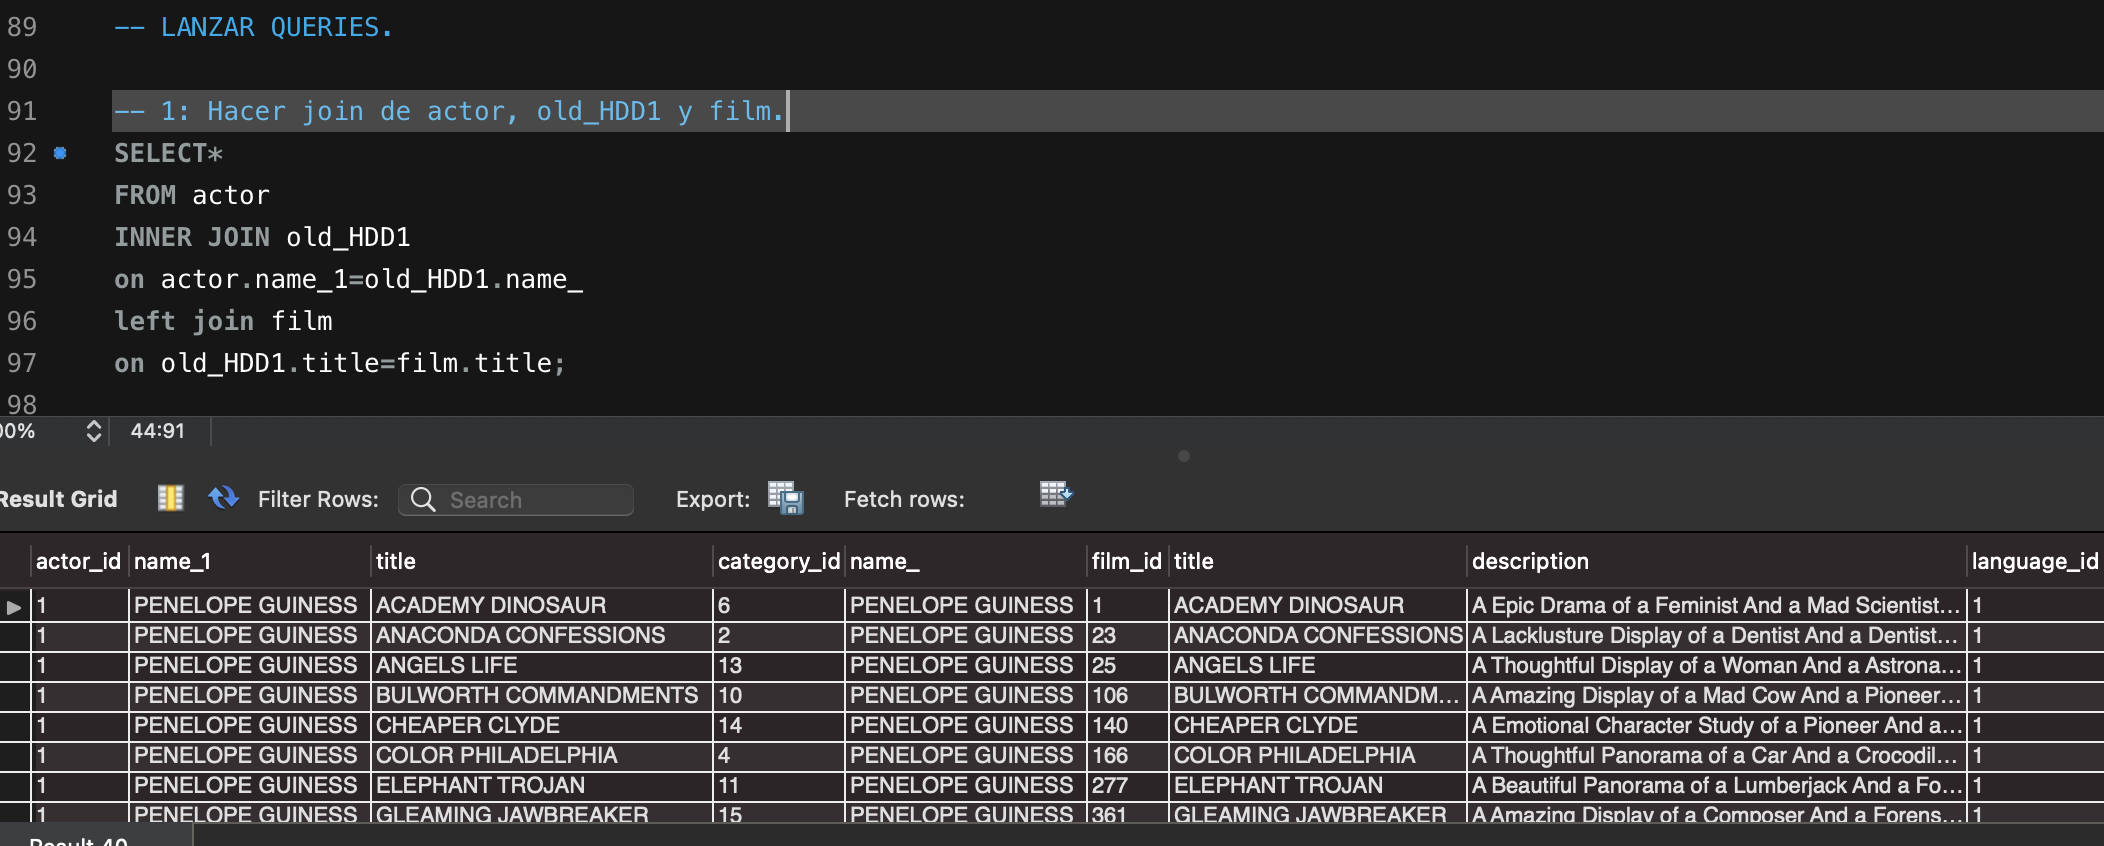 89 -- LANZAR QUERIES.
90
91 -- 1: Hacer join de actor, old_HDD1 y film.
92 SELECT*
93 FROM actor
94 INNER JOIN old_HDD1
95 on actor.name_1=old_HDD1.name_
96 left join film
97 on old_HDD1.title=film.title;
98
00% 44:91
Result Grid Filter Rows: Search Export: Fetch rows:
actor_id name_1 title category_id name_ film_id title description language_id
1 PENELOPE GUINESS ACADEMY DINOSAUR 6 PENELOPE GUINESS 1 ACADEMY DINOSAUR A Epic Drama of a Feminist And a Mad Scientist... 1
1 PENELOPE GUINESS ANACONDA CONFESSIONS 2 PENELOPE GUINESS 23 ANACONDA CONFESSIONS A Lacklusture Display of a Dentist And a Dentist... 1
1 PENELOPE GUINESS ANGELS LIFE 13 PENELOPE GUINESS 25 ANGELS LIFE A Thoughtful Display of a Woman And a Astrona... 1
1 PENELOPE GUINESS BULWORTH COMMANDMENTS 10 PENELOPE GUINESS 106 BULWORTH COMMANDM... A Amazing Display of a Mad Cow And a Pioneer... 1
1 PENELOPE GUINESS CHEAPER CLYDE 14 PENELOPE GUINESS 140 CHEAPER CLYDE A Emotional Character Study of a Pioneer And a... 1
1 PENELOPE GUINESS COLOR PHILADELPHIA 4 PENELOPE GUINESS 166 COLOR PHILADELPHIA A Thoughtful Panorama of a Car And a Crocodil... 1
1 PENELOPE GUINESS ELEPHANT TROJAN 11 PENELOPE GUINESS 277 ELEPHANT TROJAN A Beautiful Panorama of a Lumberjack And a Fo... 1
1 PENELOPE GUINESS GLEAMING JAWBREAKER 15 PENELOPE GUINESS 361 GLEAMING JAWBREAKER A Amazing Display of a Composer And a Forens... 1
Result 40